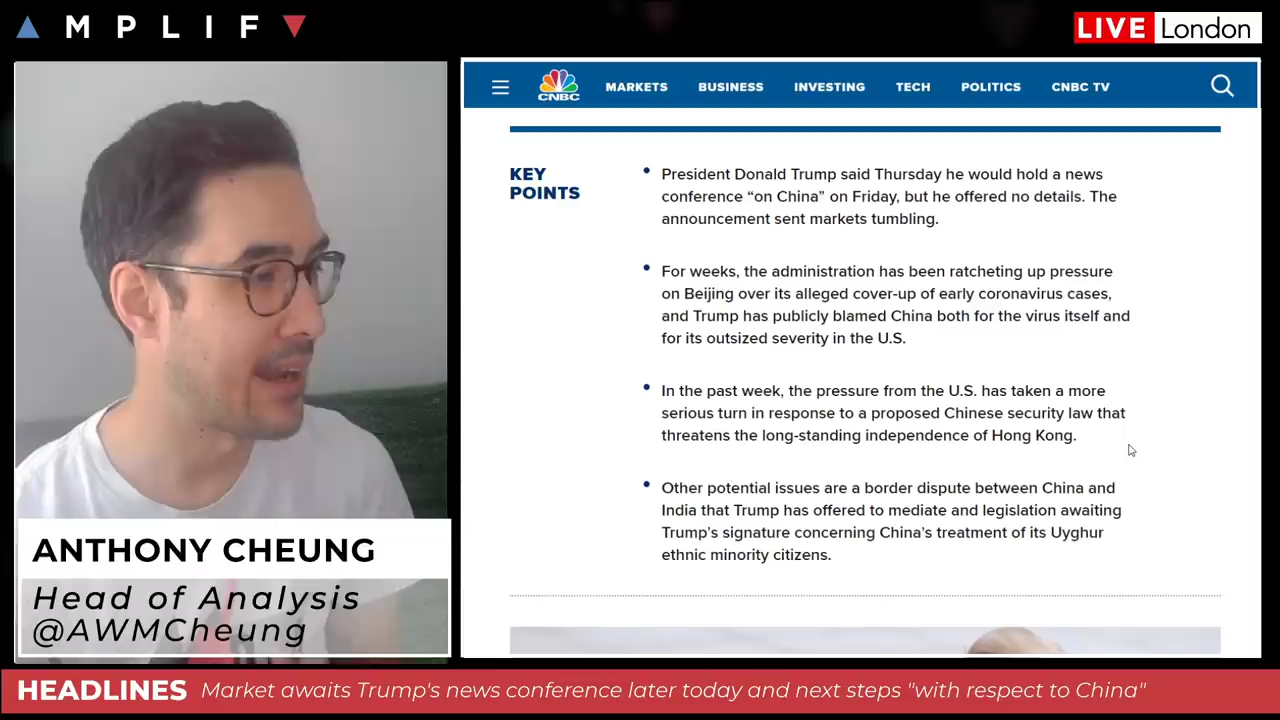 AMPLIFY
LIVE London
CNBC
MARKETS BUSINESS INVESTING TECH POLITICS CNBC TV
KEY
POINTS
• President Donald Trump said Thursday he would hold a news
conference “on China” on Friday, but he offered no details. The
announcement sent markets tumbling.
• For weeks, the administration has been ratcheting up pressure
on Beijing over its alleged cover-up of early coronavirus cases,
and Trump has publicly blamed China both for the virus itself and
for its outsized severity in the U.S.
• In the past week, the pressure from the U.S. has taken a more
serious turn in response to a proposed Chinese security law that
threatens the long-standing independence of Hong Kong.
• Other potential issues are a border dispute between China and
India that Trump has offered to mediate and legislation awaiting
Trump’s signature concerning China’s treatment of its Uyghur
ethnic minority citizens.
ANTHONY CHEUNG
Head of Analysis
@AWMCheung
HEADLINES Market awaits Trump's news conference later today and next steps "with respect to China"